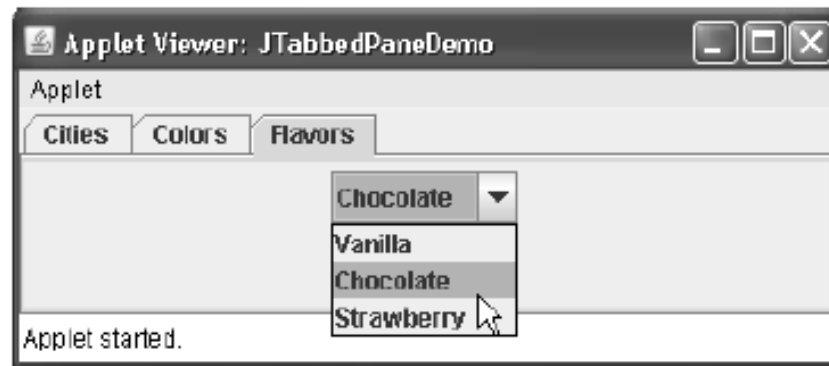 Applet Viewer: JTabbedPaneDemo
Applet
Cities Colors Flavors
Chocolate
Vanilla
Chocolate
Strawberry
Applet started.